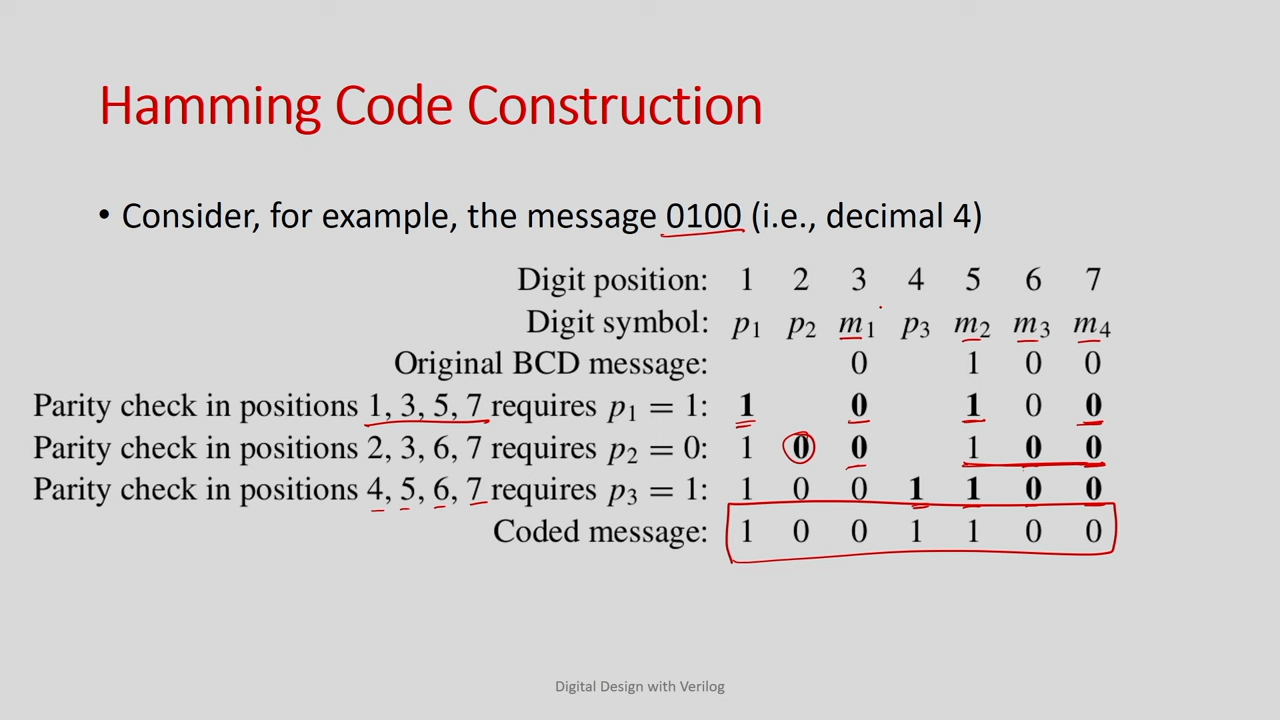 Hamming Code Construction
• Consider, for example, the message 0100 (i.e., decimal 4)
Digit position: 1 2 3 4 5 6 7
Digit symbol: p1 p2 m1 p3 m2 m3 m4
Original BCD message: 0 1 0 0
Parity check in positions 1, 3, 5, 7 requires p1 = 1: 1 0 1 0 0
Parity check in positions 2, 3, 6, 7 requires p2 = 0: 1 0 0 1 0 0
Parity check in positions 4, 5, 6, 7 requires p3 = 1: 1 0 0 1 1 0 0
Coded message: 1 0 0 1 1 0 0
Digital Design with Verilog